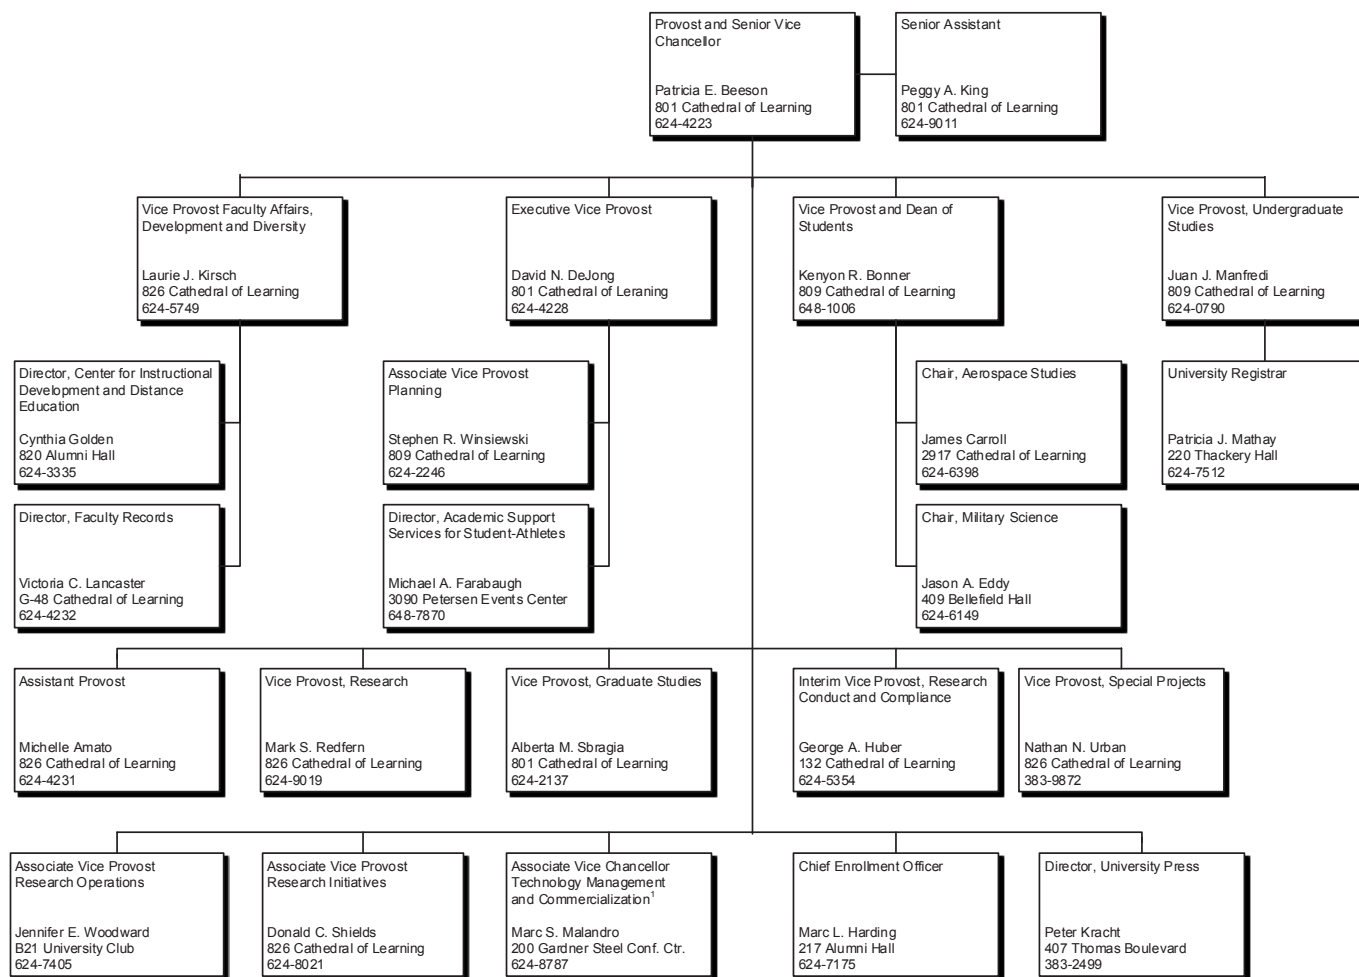 Provost and Senior Vice
Chancellor
Patricia E. Beeson
801 Cathedral of Learning
624-4223
Senior Assistant
Peggy A. King
801 Cathedral of Learning
624-9011
Vice Provost Faculty Affairs,
Development and Diversity
Laurie J. Kirsch
826 Cathedral of Learning
624-5749
Executive Vice Provost
David N. DeJong
801 Cathedral of Leraning
624-4228
Vice Provost and Dean of
Students
Kenyon R. Bonner
809 Cathedral of Learning
648-1006
Vice Provost, Undergraduate
Studies
Juan J. Manfredi
809 Cathedral of Learning
624-0790
Director, Center for Instructional
Development and Distance
Education
Cynthia Golden
820 Alumni Hall
624-3335
Associate Vice Provost
Planning
Stephen R. Winsiewski
809 Cathedral of Learning
624-2246
Chair, Aerospace Studies
James Carroll
2917 Cathedral of Learning
624-6398
University Registrar
Patricia J. Mathay
220 Thackery Hall
624-7512
Director, Faculty Records
Victoria C. Lancaster
G-48 Cathedral of Learning
624-4232
Director, Academic Support
Services for Student-Athletes
Michael A. Farabaugh
3090 Petersen Events Center
648-7870
Chair, Military Science
Jason A. Eddy
409 Bellefield Hall
624-6149
Assistant Provost
Michelle Amato
826 Cathedral of Learning
624-4231
Vice Provost, Research
Mark S. Redfern
826 Cathedral of Learning
624-9019
Vice Provost, Graduate Studies
Alberta M. Sbragia
801 Cathedral of Learning
624-2137
Interim Vice Provost, Research
Conduct and Compliance
George A. Huber
132 Cathedral of Learning
624-5354
Vice Provost, Special Projects
Nathan N. Urban
826 Cathedral of Learning
383-9872
Associate Vice Provost
Research Operations
Jennifer E. Woodward
B21 University Club
624-7405
Associate Vice Provost
Research Initiatives
Donald C. Shields
826 Cathedral of Learning
624-8021
Associate Vice Chancellor
Technology Management
and Commercialization¹
Marc S. Malandro
200 Gardner Steel Conf. Ctr.
624-8787
Chief Enrollment Officer
Marc L. Harding
217 Alumni Hall
624-7175
Director, University Press
Peter Kracht
407 Thomas Boulevard
383-2499